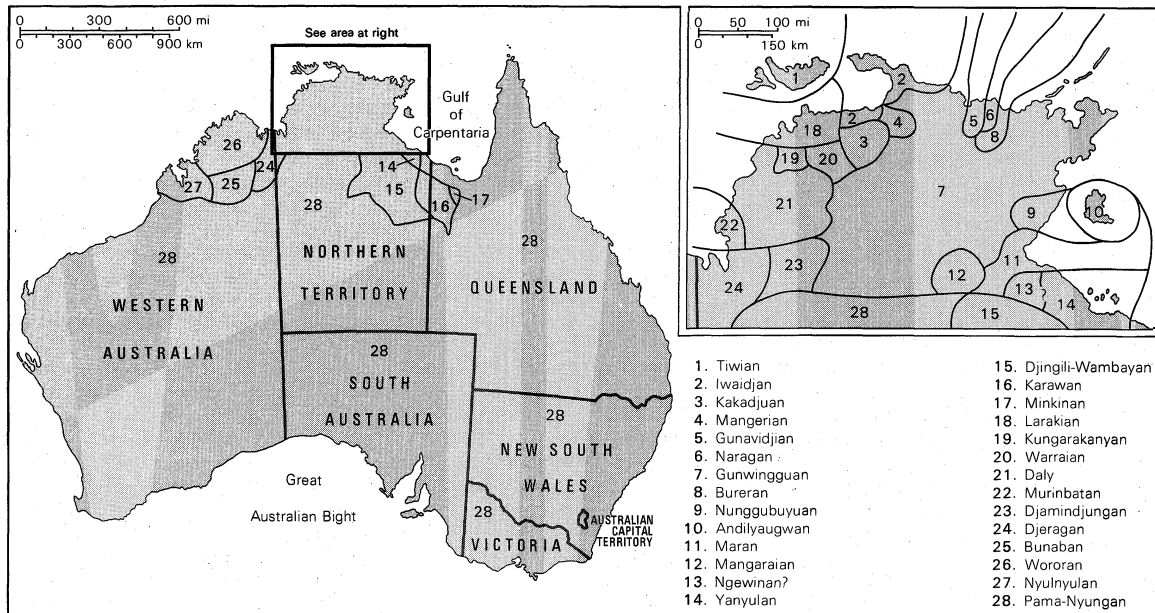 0 300 600 mi
0 300 600 900 km
See area at right
Gulf
of
Carpentaria
26
24
27
25
14
15
16
17
28
28
28
NORTHERN
TERRITORY
WESTERN
AUSTRALIA
QUEENSLAND
28
SOUTH
AUSTRALIA
28
NEW SOUTH
WALES
Great
Australian Bight
28
VICTORIA
AUSTRALIAN
CAPITAL
TERRITORY
0 50 100 mi
0 150 km
1
2
2
18
4
3
5
6
8
19
20
7
21
22
9
10
23
24
11
12
13
?
14
28
15
1. Tiwian
2. Iwaidjan
3. Kakadjuan
4. Mangerian
5. Gunavidjian
6. Naragan
7. Gunwingguan
8. Bureran
9. Nunggubuyuan
10. Andilyaugwan
11. Maran
12. Mangaraian
13. Ngewinan?
14. Yanyulan
15. Djingili-Wambayan
16. Karawan
17. Minkinan
18. Larakian
19. Kungarakanyan
20. Warraian
21. Daly
22. Murinbatan
23. Djamindjungan
24. Djeragan
25. Bunaban
26. Wororan
27. Nyulnyulan
28. Pama-Nyungan